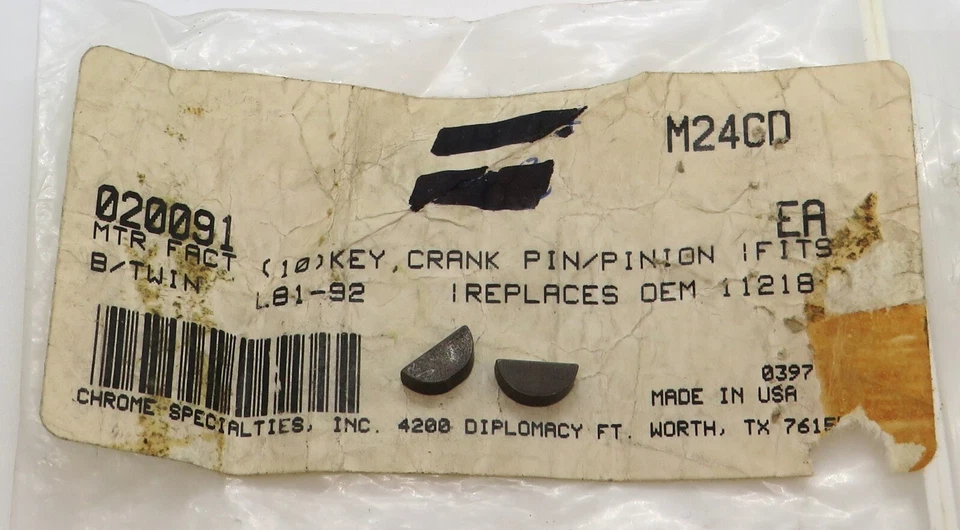 M24CD
020091
EA
MTR FACT (10)KEY,CRANK PIN/PINION |FITS
B/TWIN L81-92 |REPLACES OEM 11218
0397
MADE IN USA
CHROME SPECIALTIES, INC. 4200 DIPLOMACY FT. WORTH, TX